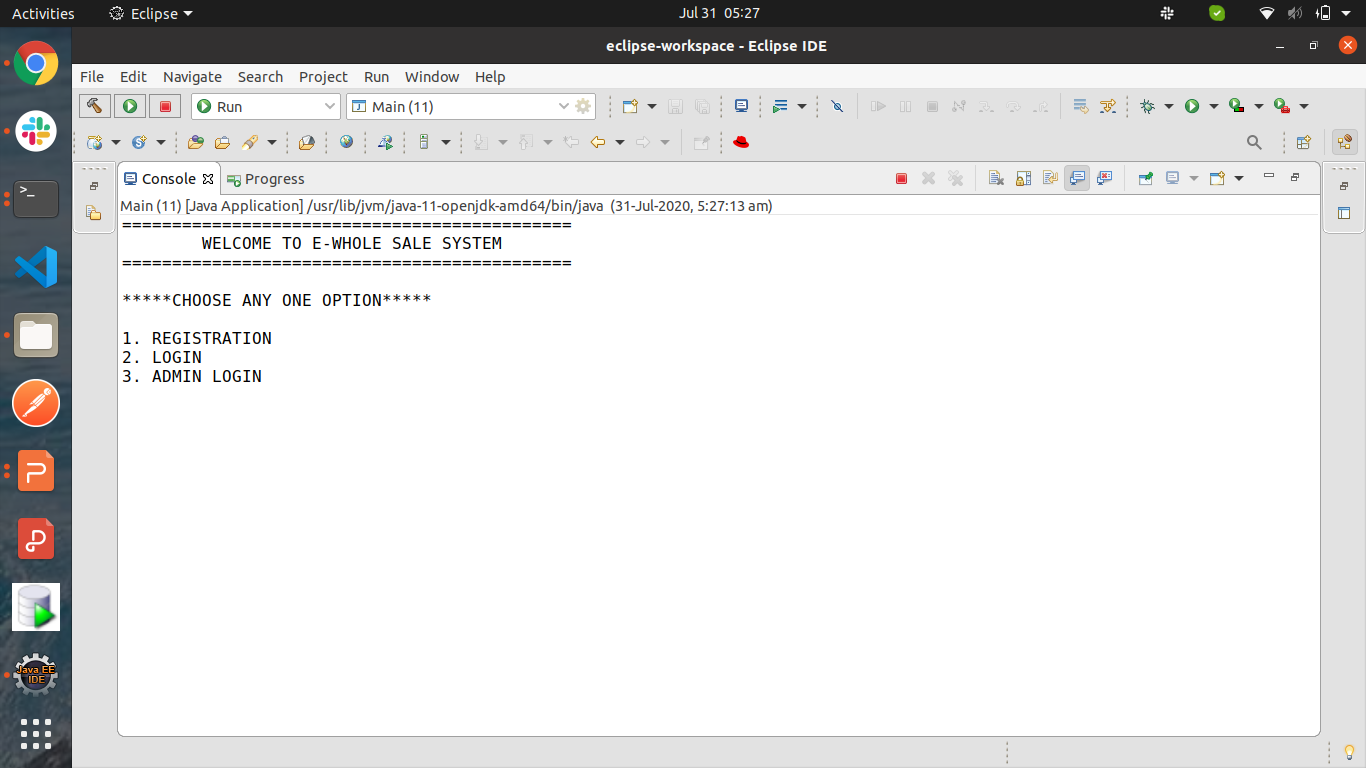 Activities Eclipse Jul 31 05:27
eclipse-workspace - Eclipse IDE
File Edit Navigate Search Project Run Window Help
Run Main (11)
Console Progress
Main (11) [Java Application] /usr/lib/jvm/java-11-openjdk-amd64/bin/java (31-Jul-2020, 5:27:13 am)
=============================================
WELCOME TO E-WHOLE SALE SYSTEM
=============================================
*****CHOOSE ANY ONE OPTION*****
1. REGISTRATION
2. LOGIN
3. ADMIN LOGIN
Java EE
IDE